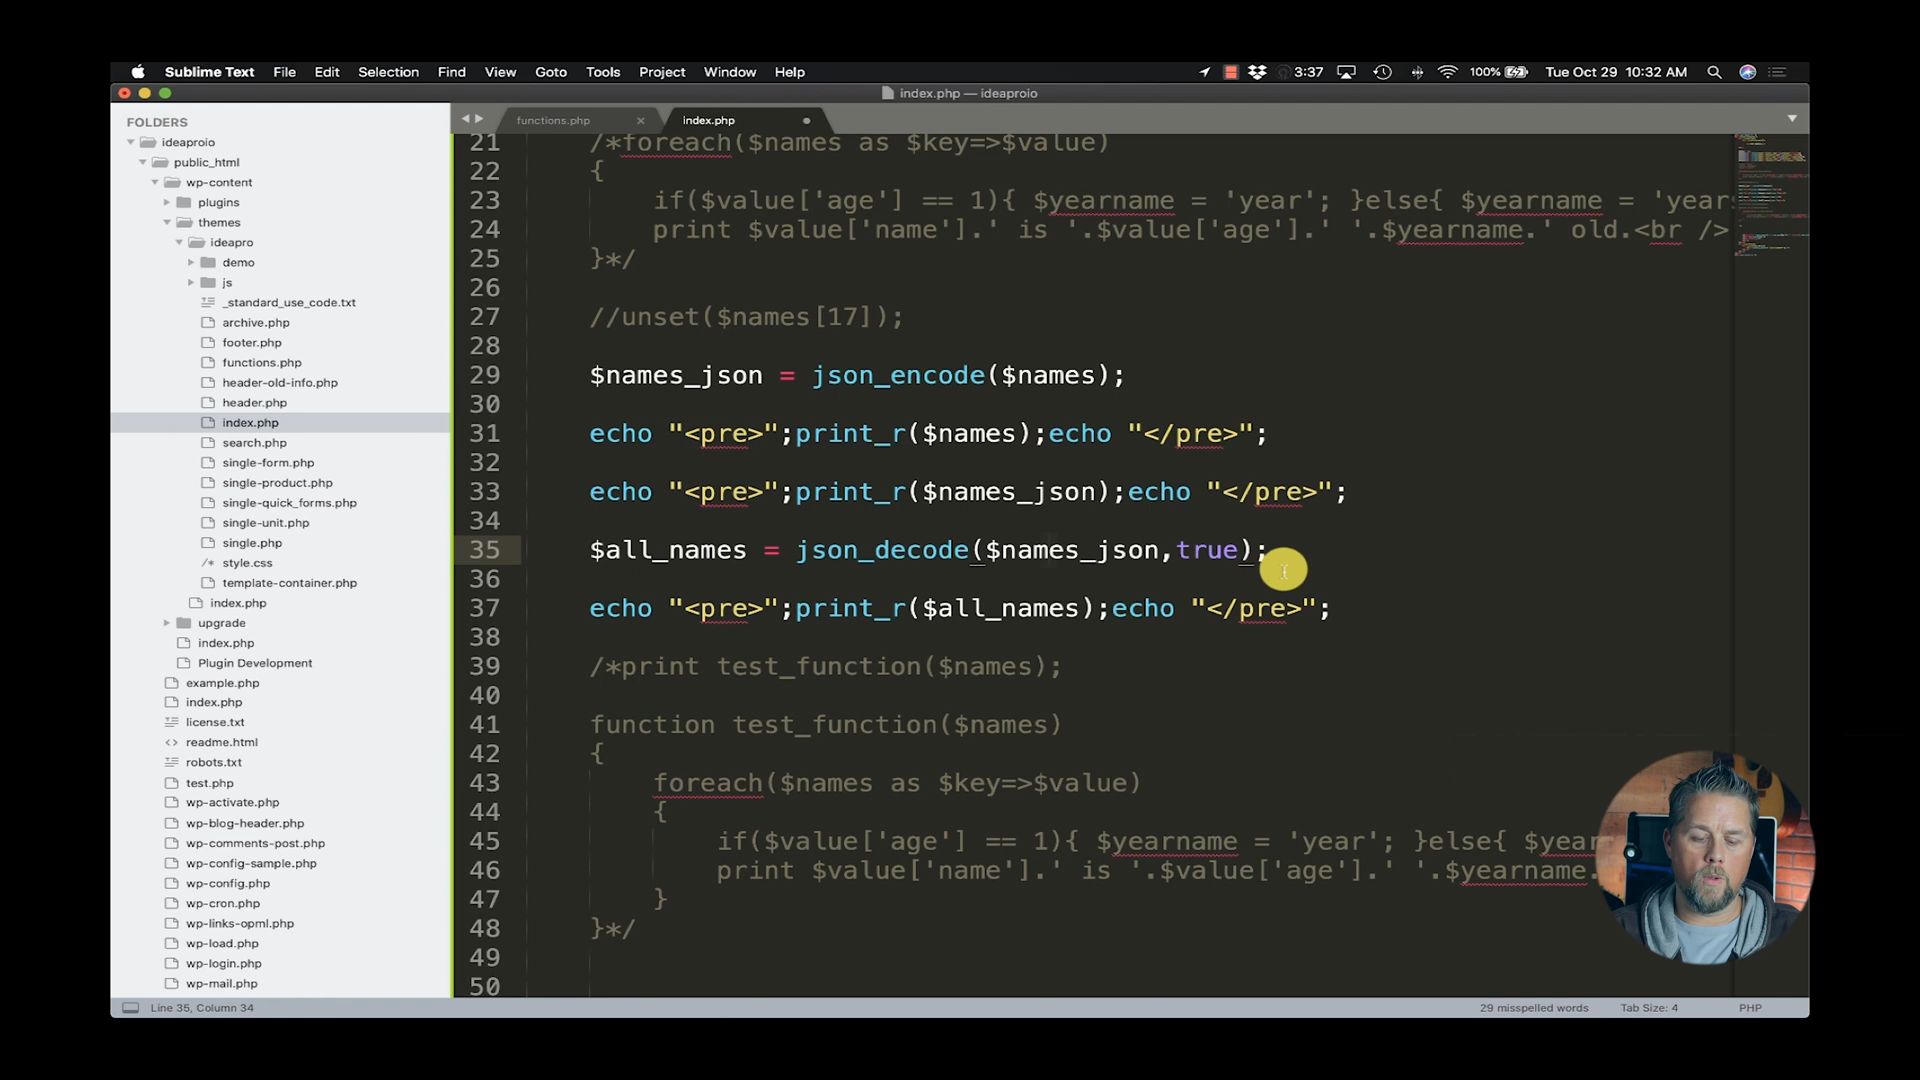 Sublime Text File Edit Selection Find View Goto Tools Project Window Help 3:37 100% Tue Oct 29 10:32 AM
index.php — ideaproio
FOLDERS
ideaproio
public_html
wp-content
plugins
themes
ideapro
demo
js
_standard_use_code.txt
archive.php
footer.php
functions.php
header-old-info.php
header.php
index.php
search.php
single-form.php
single-product.php
single-quick_forms.php
single-unit.php
single.php
style.css
template-container.php
index.php
upgrade
index.php
Plugin Development
example.php
index.php
license.txt
readme.html
robots.txt
test.php
wp-activate.php
wp-blog-header.php
wp-comments-post.php
wp-config-sample.php
wp-config.php
wp-cron.php
wp-links-opml.php
wp-load.php
wp-login.php
wp-mail.php
functions.php index.php
21 /*foreach($names as $key=>$value)
22 {
23 if($value['age'] == 1){ $yearname = 'year'; }else{ $yearname = 'years
24 print $value['name'].' is '.$value['age'].' '.$yearname.' old.<br />
25 }*/
26
27 //unset($names[17]);
28
29 $names_json = json_encode($names);
30
31 echo "<pre>";print_r($names);echo "</pre>";
32
33 echo "<pre>";print_r($names_json);echo "</pre>";
34
35 $all_names = json_decode($names_json,true);
36
37 echo "<pre>";print_r($all_names);echo "</pre>";
38
39 /*print test_function($names);
40
41 function test_function($names)
42 {
43 foreach($names as $key=>$value)
44 {
45 if($value['age'] == 1){ $yearname = 'year'; }else{ $year
46 print $value['name'].' is '.$value['age'].' '.$yearname.
47 }
48 }*/
49
50
Line 35, Column 34 29 misspelled words Tab Size: 4 PHP